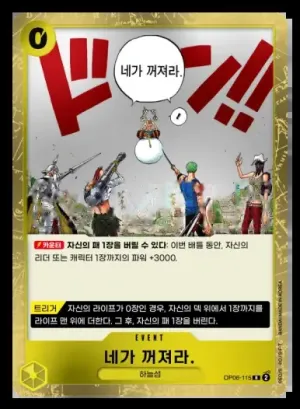 0
ドン!!
네가 꺼져라.
카운터 자신의 패 1장을 버릴 수 있다: 이번 배틀 동안, 자신의
리더 또는 캐릭터 1장까지의 파워 +3000.
트리거 자신의 라이프가 0장인 경우, 자신의 덱 위에서 1장까지를
라이프 맨 위에 더한다. 그 후, 자신의 패 1장을 버린다.
EVENT
네가 꺼져라.
하늘섬
OP06-115 R 2